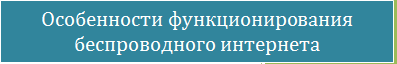 Особенности функционирования
беспроводного интернета